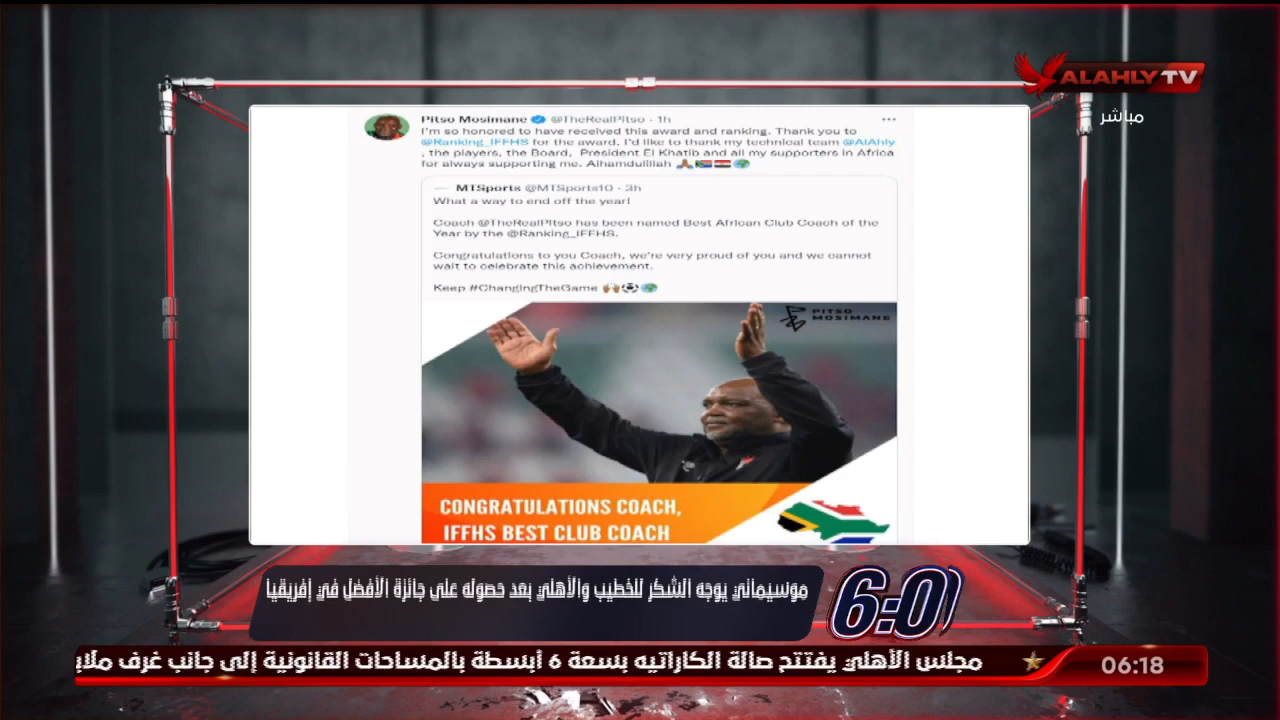 ALAHLY TV
مباشر
Pitso Mosimane @TheRealPitso · 1h
I'm so honored to have received this award and ranking. Thank you to
@Ranking_IFFHS for the award. I'd like to thank my technical team @AlAhly
, the players, the Board, President El Khatib and all my supporters in Africa
for always supporting me. Alhamdulillah 🙏🏾🇿🇦🇪🇬🌍
MTSports @MTSports10 · 3h
What a way to end off the year!
Coach @TheRealPitso has been named Best African Club Coach of the
Year by the @Ranking_IFFHS.
Congratulations to you Coach, we're very proud of you and we cannot
wait to celebrate this achievement.
Keep #ChangingTheGame 🙌🏾⚽🌍
PITSO
MOSIMANE
CONGRATULATIONS COACH,
IFFHS BEST CLUB COACH
موسيماني يوجه الشكر للخطيب والأهلي بعد حصوله على جائزة الأفضل في إفريقيا
6:0
مجلس الأهلي يفتتح صالة الكاراتيه بسعة 6 أبسطة بالمساحات القانونية إلى جانب غرف ملاب
06:18